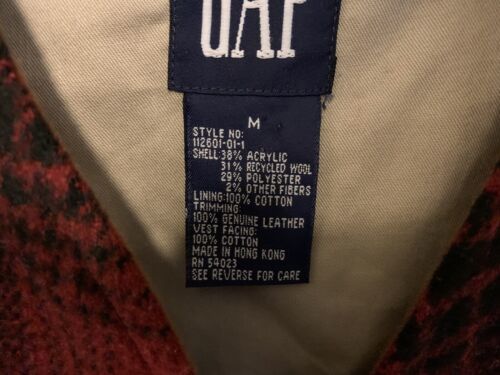 GAP
M
STYLE NO:
112601-01-1
SHELL:38% ACRYLIC
31% RECYCLED WOOL
29% POLYESTER
2% OTHER FIBERS
LINING:100% COTTON
TRIMMING:
100% GENUINE LEATHER
VEST FACING:
100% COTTON
MADE IN HONG KONG
RN 54023
SEE REVERSE FOR CARE